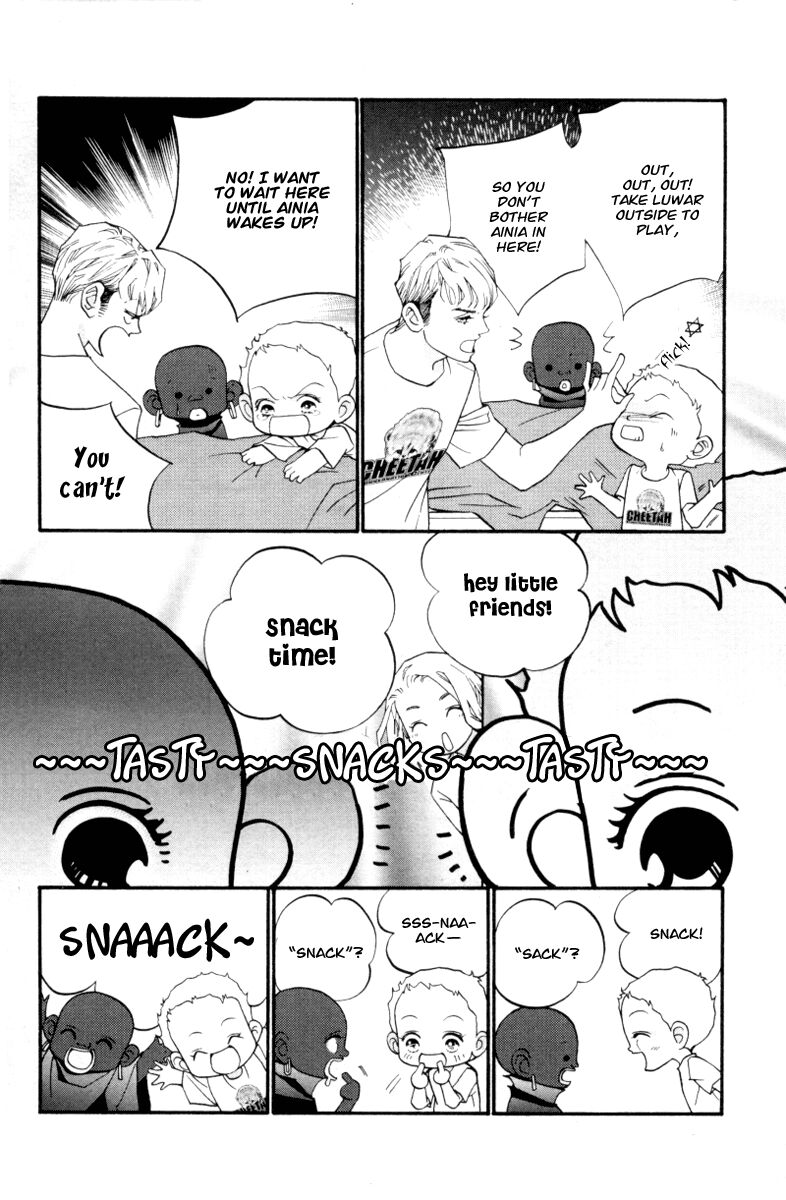 OUT,
OUT, OUT!
TAKE LUWAR
OUTSIDE TO
PLAY,
SO YOU
DON'T
BOTHER
AINIA IN
HERE!
flick!
CHEETAH
CHEETAH
NO! I WANT
TO WAIT HERE
UNTIL AINIA
WAKES UP!
You
can't!
hey little
friends!
snack
time!
~~~TASTY~~~SNACKS~~~TASTY~~~
SNACK!
"SACK"?
SSS-NAA-
ACK—
"SNACK"?
SNAAACK~